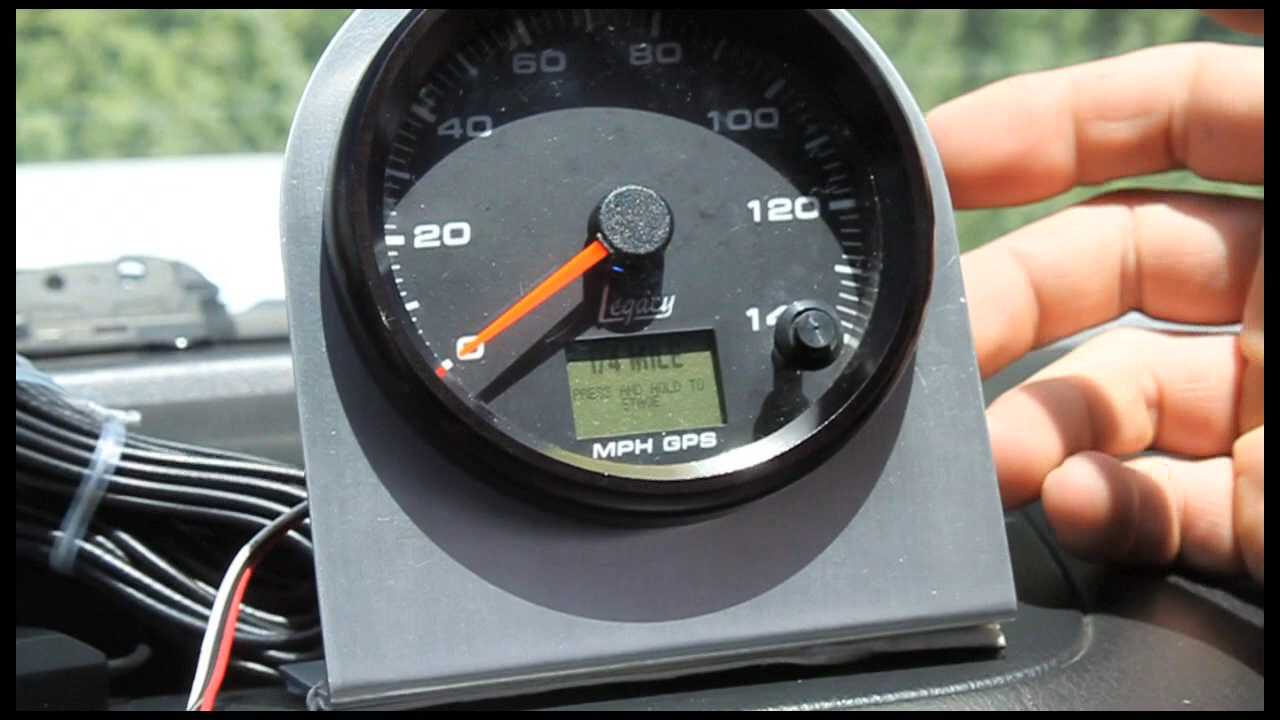 60 80
40 100
20 120
Legacy
0
1/4 MILE
PRESS AND HOLD TO
STAGE
MPH GPS